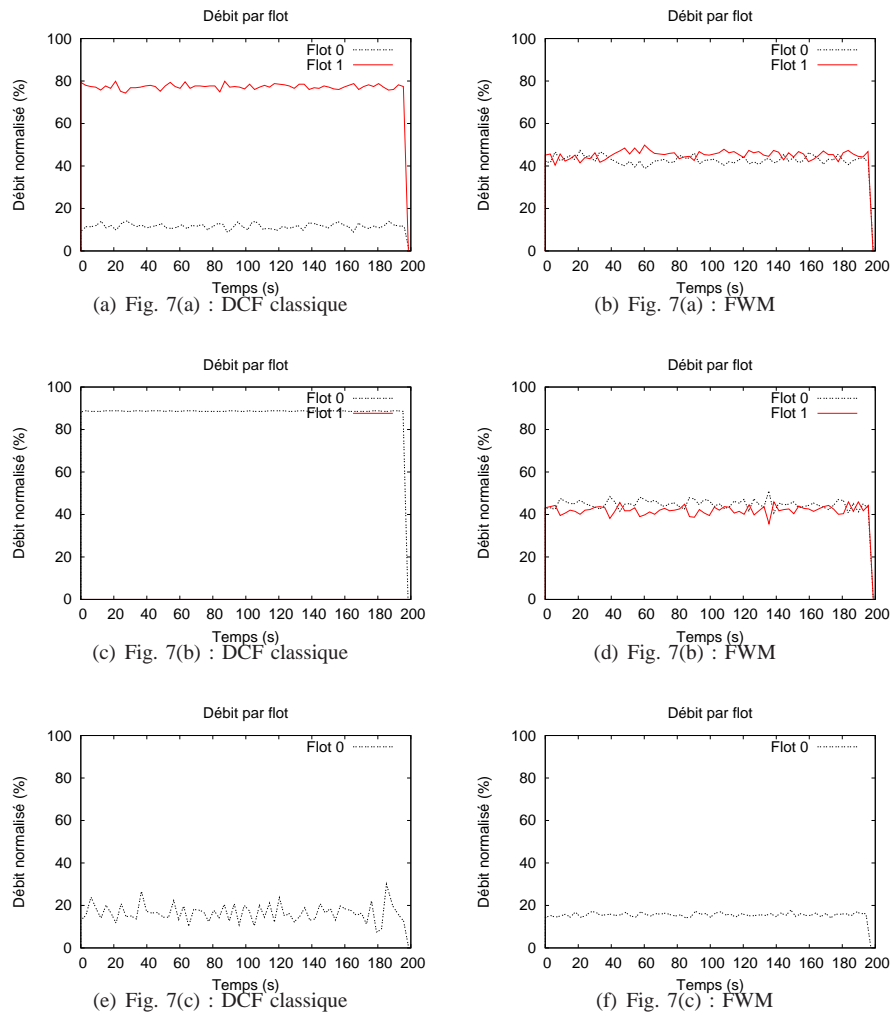 Débit par flot
Flot 0
Flot 1
Débit normalisé (%)
100
80
60
40
20
0
0 20 40 60 80 100 120 140 160 180 200
Temps (s)
(a) Fig. 7(a) : DCF classique
Débit par flot
Flot 0
Flot 1
Débit normalisé (%)
100
80
60
40
20
0
0 20 40 60 80 100 120 140 160 180 200
Temps (s)
(b) Fig. 7(a) : FWM
Débit par flot
Flot 0
Flot 1
Débit normalisé (%)
100
80
60
40
20
0
0 20 40 60 80 100 120 140 160 180 200
Temps (s)
(c) Fig. 7(b) : DCF classique
Débit par flot
Flot 0
Flot 1
Débit normalisé (%)
100
80
60
40
20
0
0 20 40 60 80 100 120 140 160 180 200
Temps (s)
(d) Fig. 7(b) : FWM
Débit par flot
Flot 0
Débit normalisé (%)
100
80
60
40
20
0
0 20 40 60 80 100 120 140 160 180 200
Temps (s)
(e) Fig. 7(c) : DCF classique
Débit par flot
Flot 0
Débit normalisé (%)
100
80
60
40
20
0
0 20 40 60 80 100 120 140 160 180 200
Temps (s)
(f) Fig. 7(c) : FWM